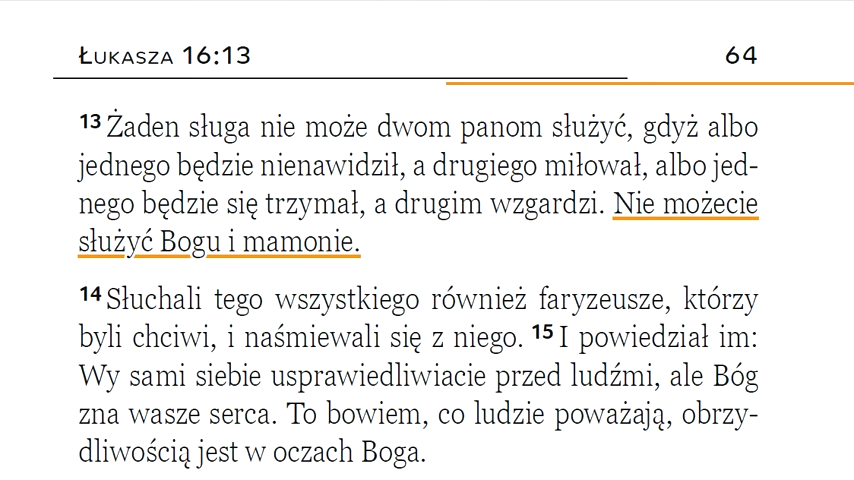 Łukasza 16:13 64
13 Żaden sługa nie może dwom panom służyć, gdyż albo
jednego będzie nienawidził, a drugiego miłował, albo jed-
nego będzie się trzymał, a drugim wzgardzi. Nie możecie
służyć Bogu i mamonie.
14 Słuchali tego wszystkiego również faryzeusze, którzy
byli chciwi, i naśmiewali się z niego. 15 I powiedział im:
Wy sami siebie usprawiedliwiacie przed ludźmi, ale Bóg
zna wasze serca. To bowiem, co ludzie poważają, obrzy-
dliwością jest w oczach Boga.